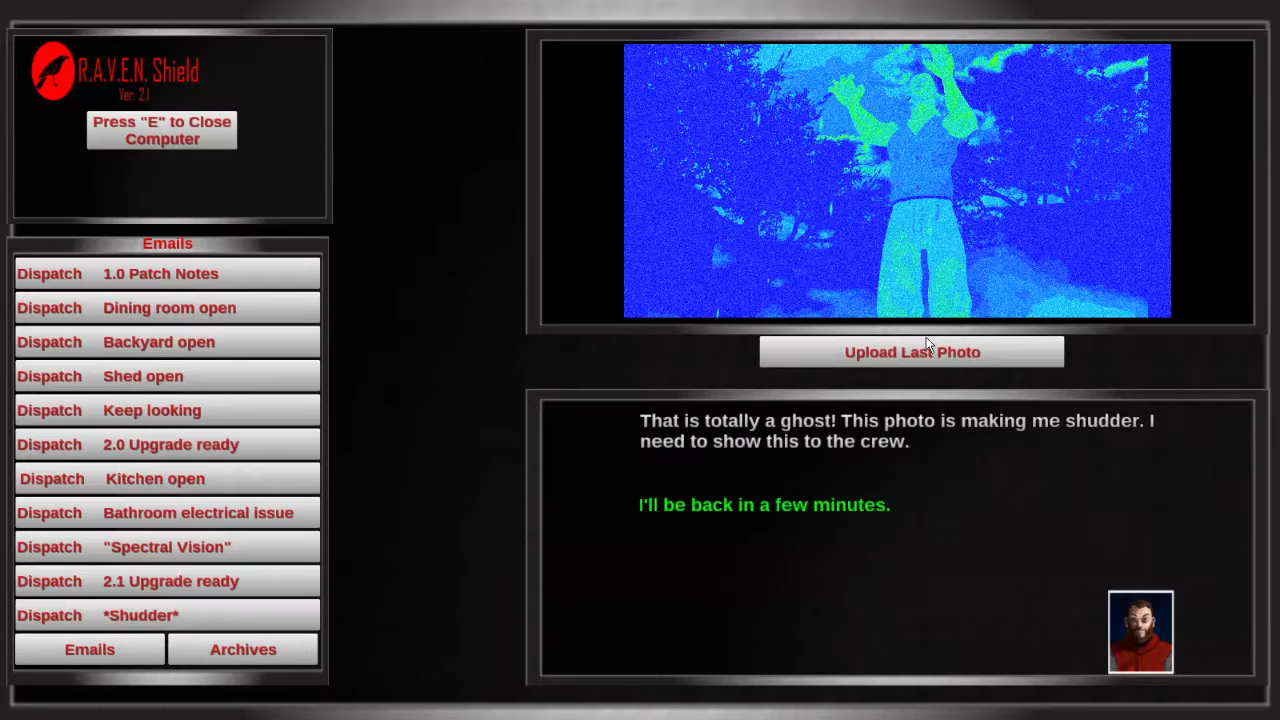 R.A.V.E.N. Shield
Ver. 2.1
Press "E" to Close
Computer
Emails
Dispatch 1.0 Patch Notes
Dispatch Dining room open
Dispatch Backyard open
Dispatch Shed open
Dispatch Keep looking
Dispatch 2.0 Upgrade ready
Dispatch Kitchen open
Dispatch Bathroom electrical issue
Dispatch "Spectral Vision"
Dispatch 2.1 Upgrade ready
Dispatch *Shudder*
Emails Archives
Upload Last Photo
That is totally a ghost! This photo is making me shudder. I
need to show this to the crew.
I'll be back in a few minutes.